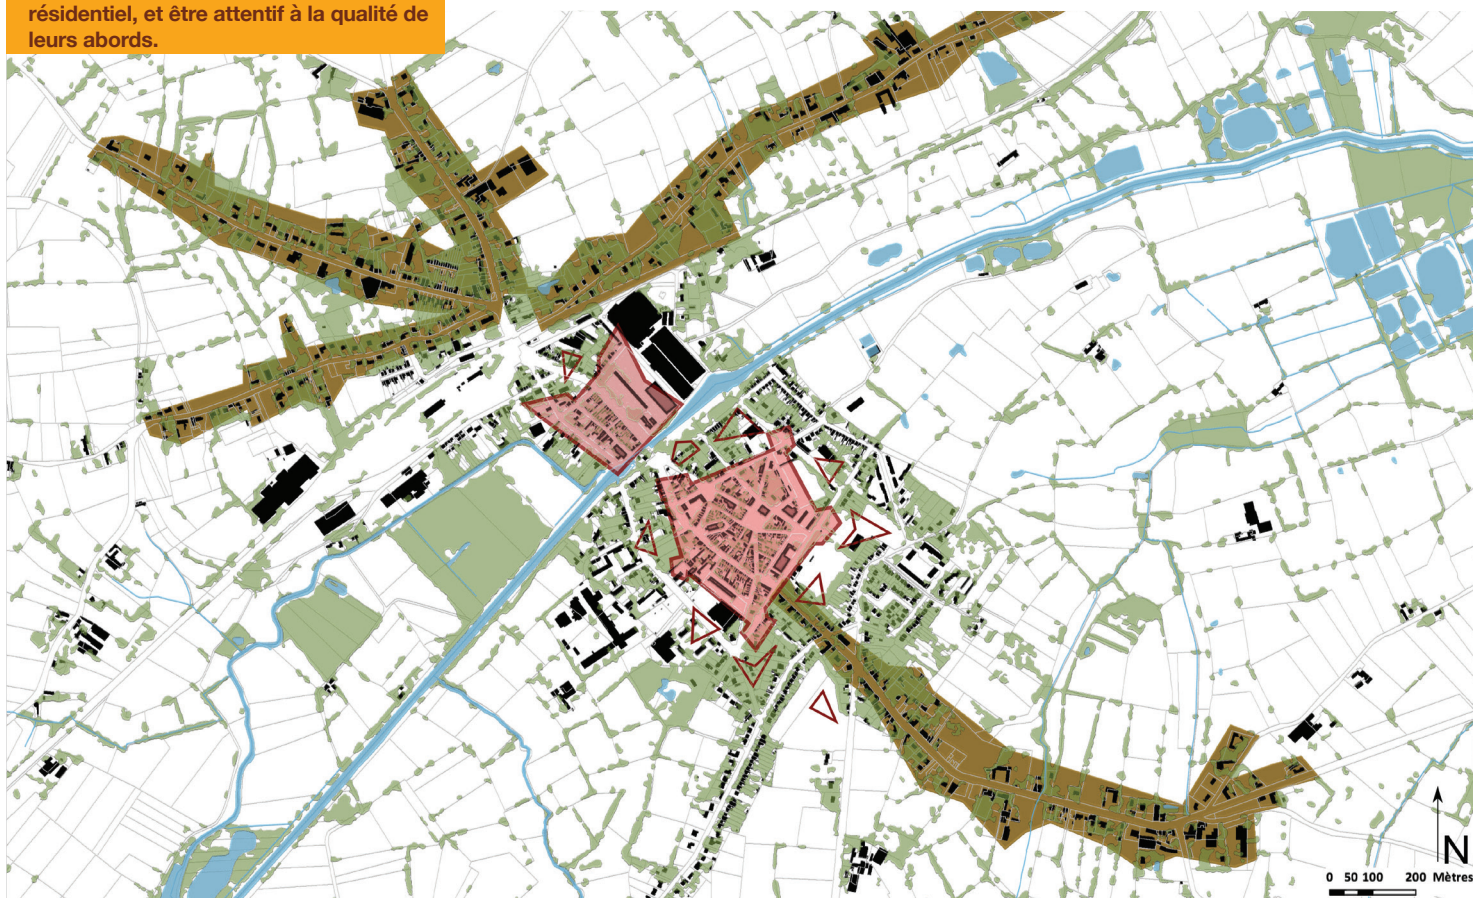 résidentiel, et être attentif à la qualité de
leurs abords.
N
0 50 100 200 Mètres